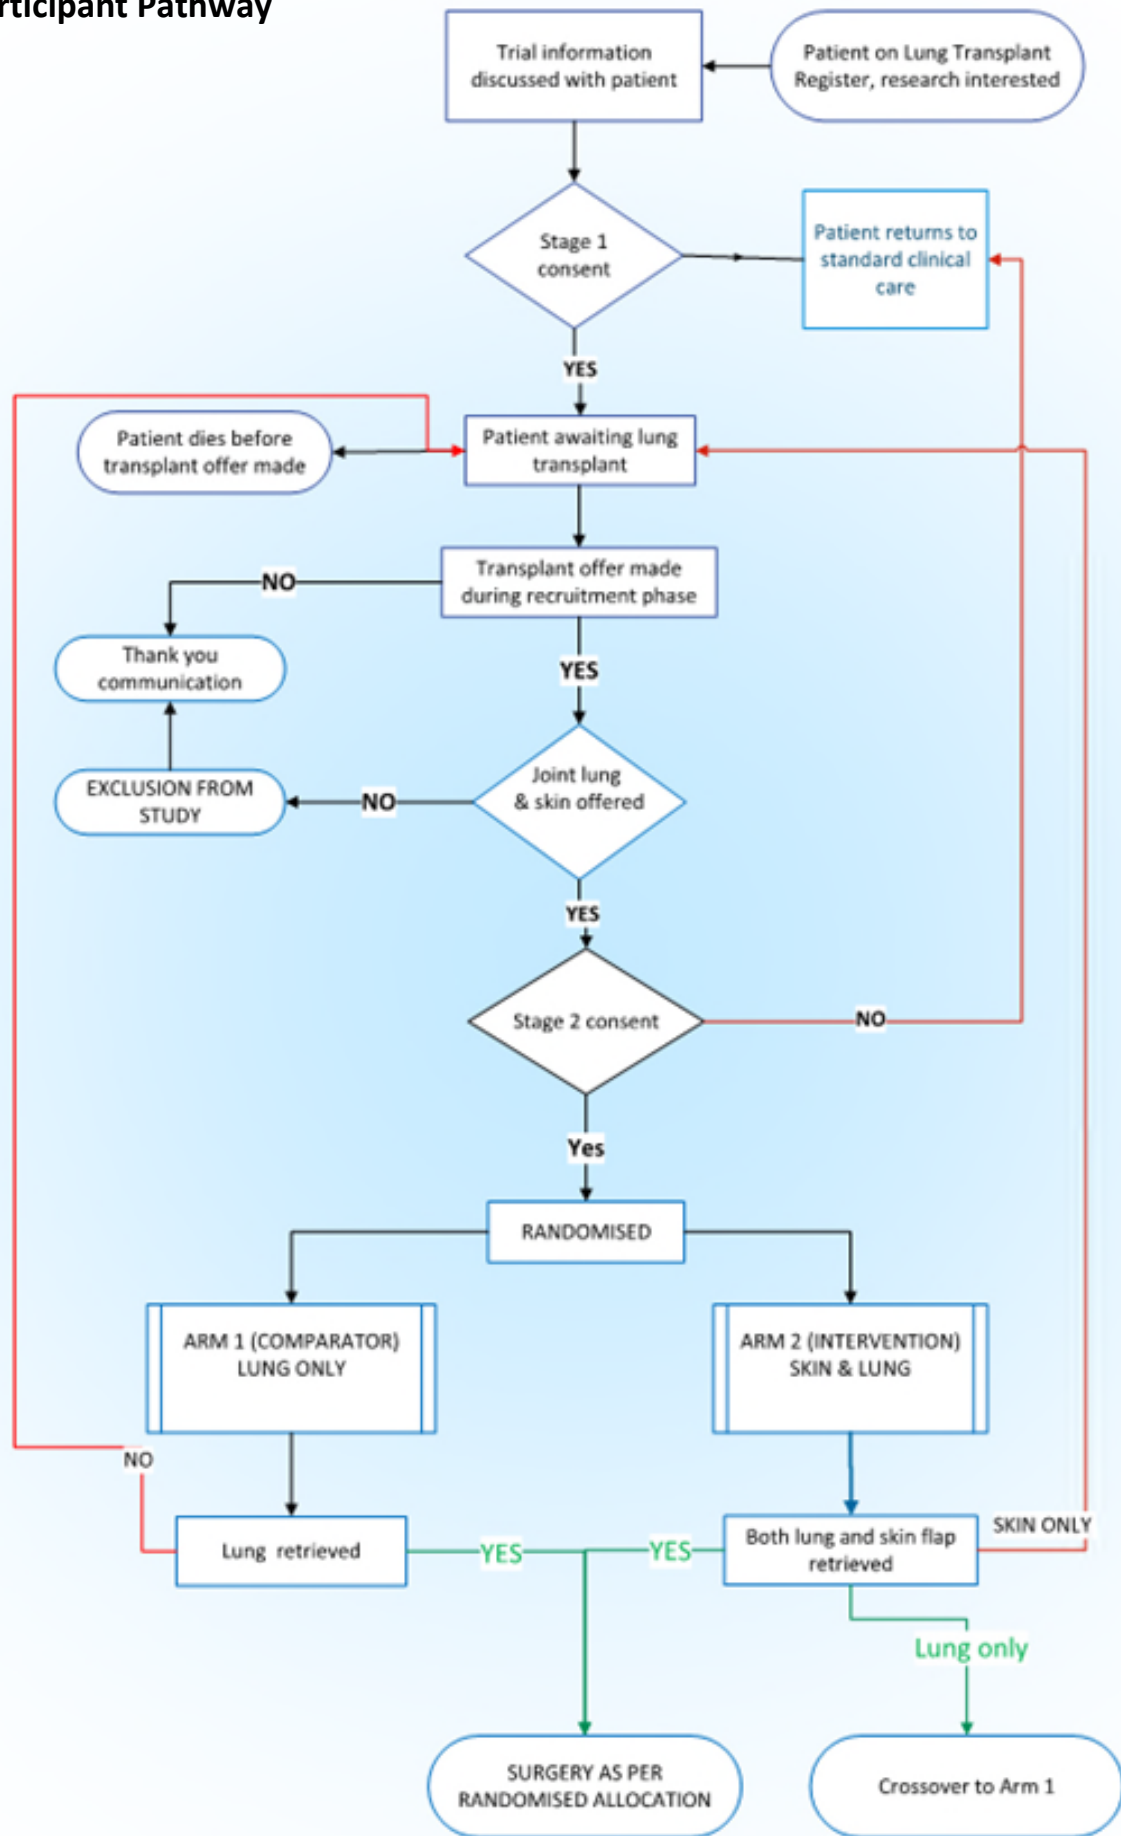 rticipant Pathway
Trial information
discussed with patient
Patient on Lung Transplant
Register, research interested
Stage 1
consent
Patient returns to
standard clinical
care
YES
Patient dies before
transplant offer made
Patient awaiting lung
transplant
Transplant offer made
during recruitment phase
NO
Thank you
communication
YES
Joint lung
& skin offered
EXCLUSION FROM
STUDY
NO
YES
Stage 2 consent
NO
Yes
RANDOMISED
ARM 1 (COMPARATOR)
LUNG ONLY
ARM 2 (INTERVENTION)
SKIN & LUNG
NO
Lung retrieved
YES
YES
Both lung and skin flap
retrieved
SKIN ONLY
Lung only
SURGERY AS PER
RANDOMISED ALLOCATION
Crossover to Arm 1